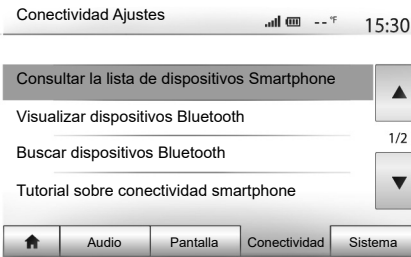 Conectividad Ajustes
-- °F 15:30
Consultar la lista de dispositivos Smartphone
Visualizar dispositivos Bluetooth
1/2
Buscar dispositivos Bluetooth
Tutorial sobre conectividad smartphone
Audio Pantalla Conectividad Sistema